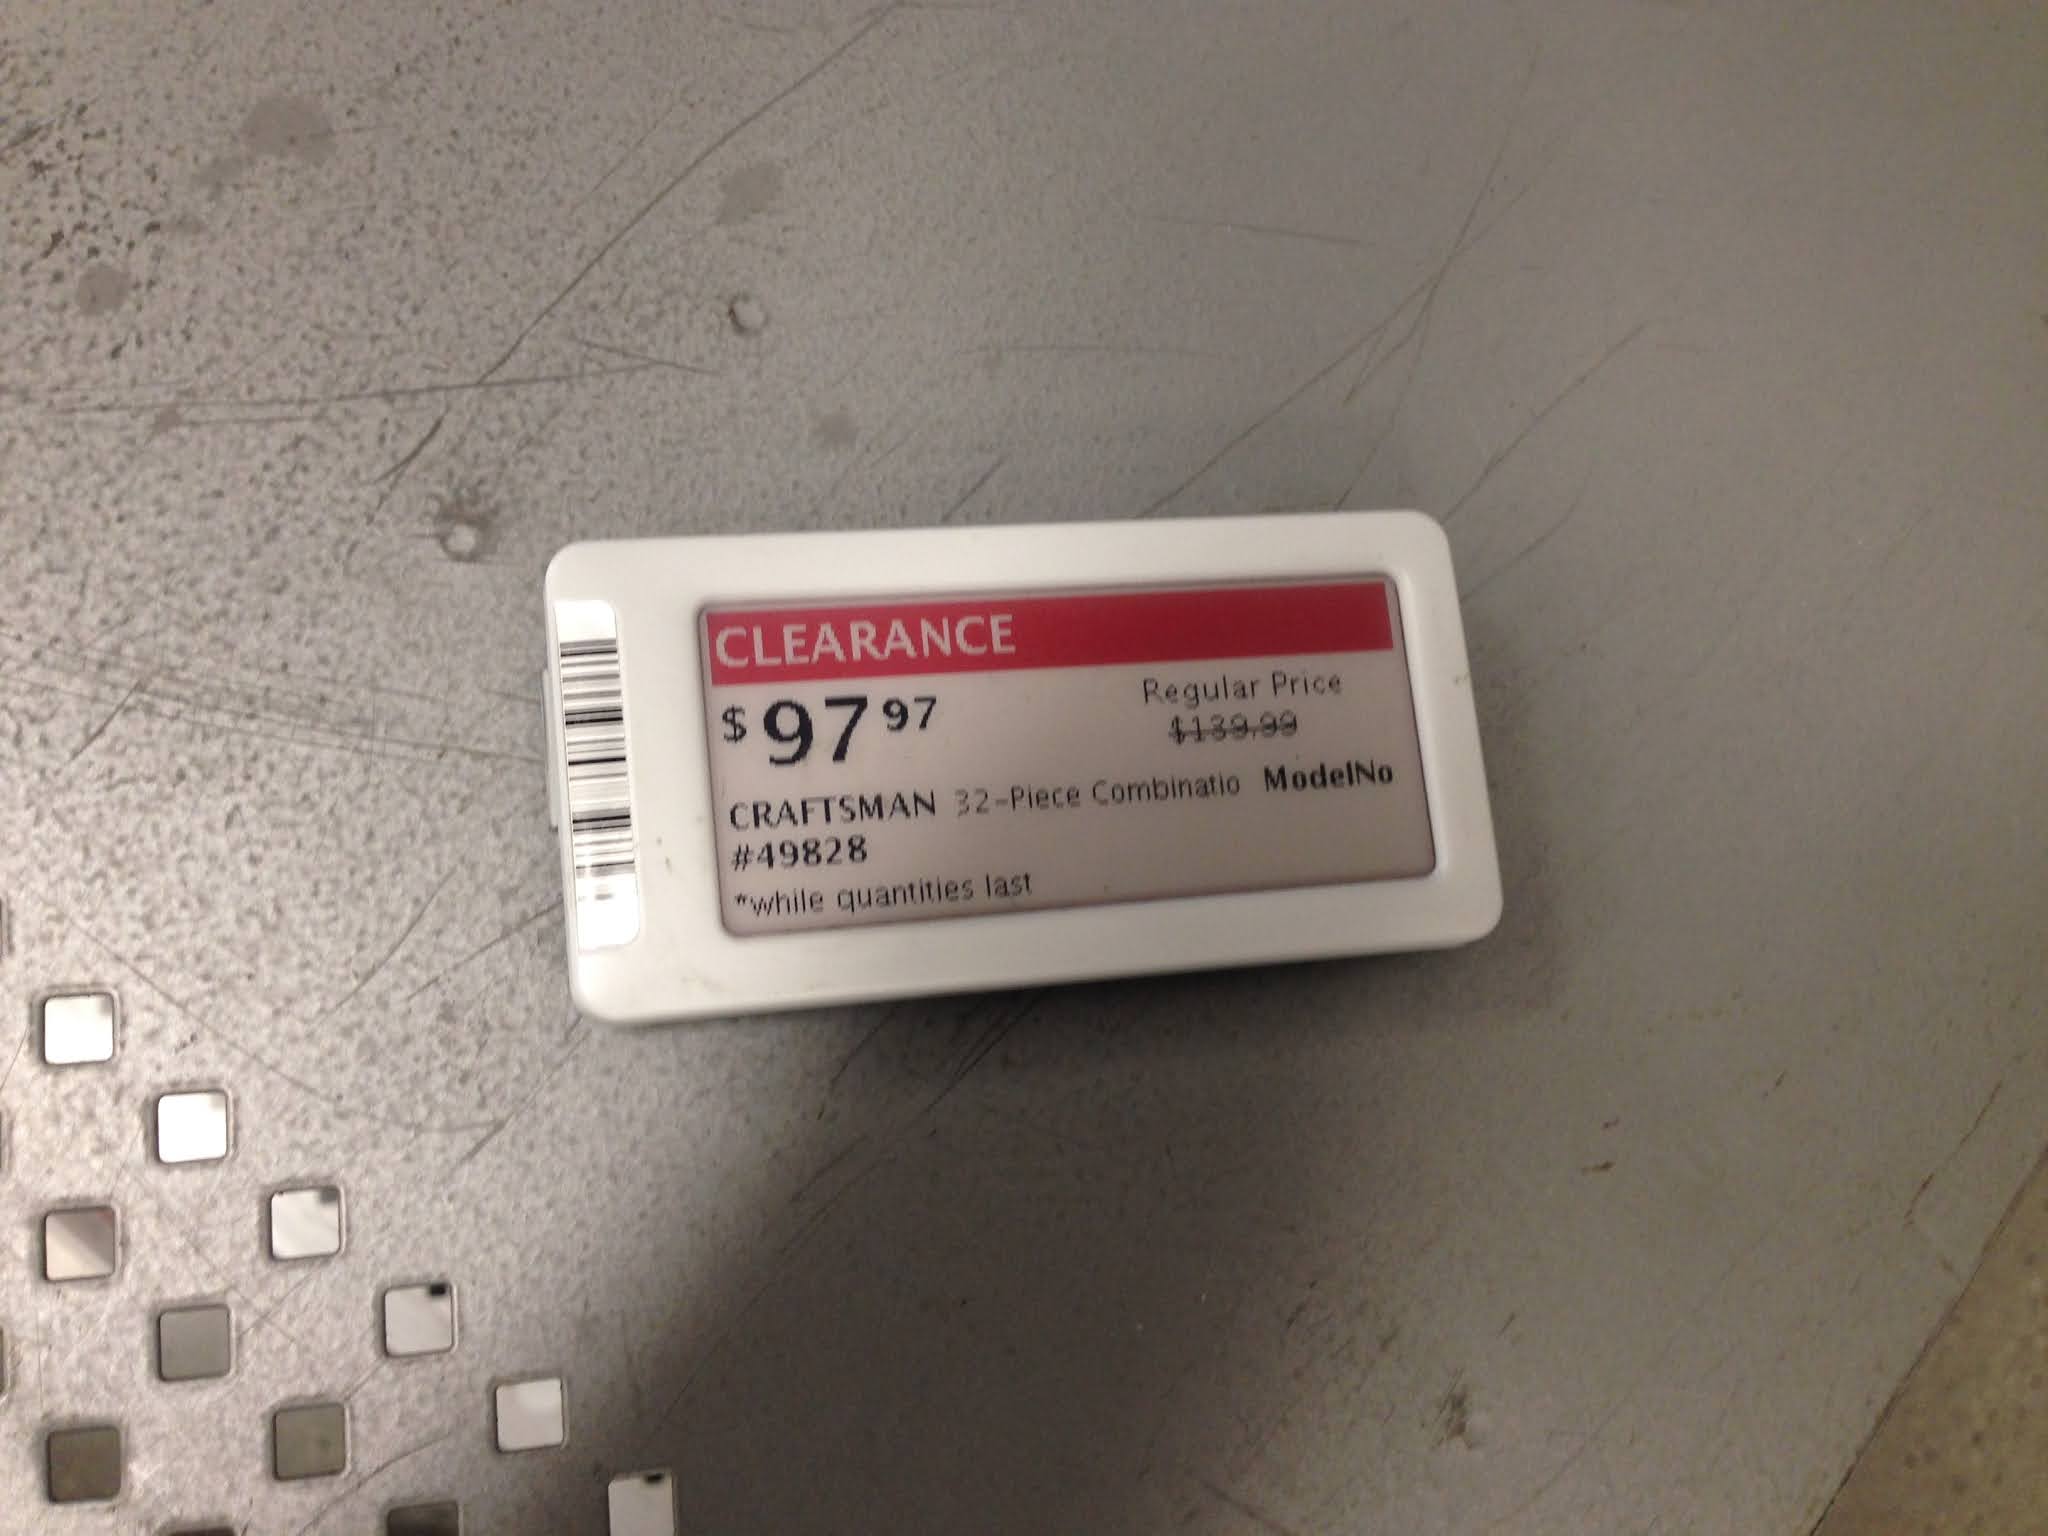 CLEARANCE
$97 97
Regular Price
$139.99
CRAFTSMAN 32-Piece Combinatio ModelNo
#49828
*while quantities last